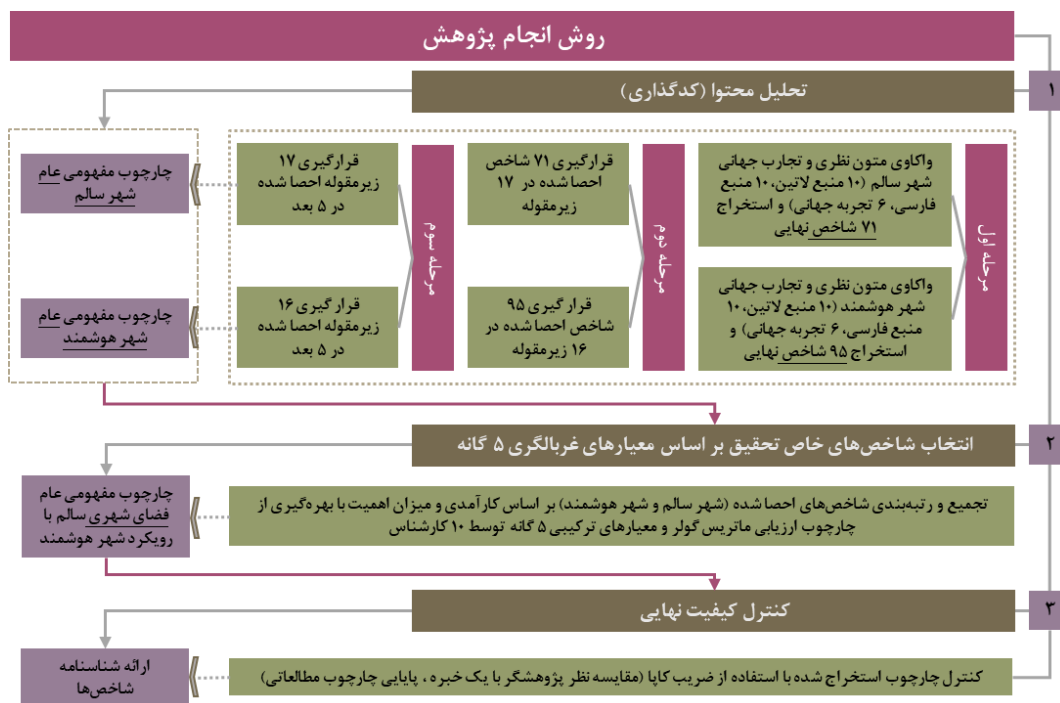 روش انجام پژوهش
۱
تحلیل محتوا (کدگذاری)
مرحله اول
واکاوی متون نظری و تجارب جهانی
شهر سالم (۱۰ منبع لاتین، ۱۰ منبع
فارسی، ۶ تجربه جهانی) و استخراج
۷۱ شاخص نهایی
واکاوی متون نظری و تجارب جهانی
شهر هوشمند (۱۰ منبع لاتین، ۱۰
منبع فارسی، ۶ تجربه جهانی) و
استخراج ۹۵ شاخص نهایی
مرحله دوم
قرارگیری ۷۱ شاخص
احصا شده در ۱۷
زیرمقوله
قرار گیری ۹۵
شاخص احصا شده در
۱۶ زیرمقوله
مرحله سوم
قرارگیری ۱۷
زیرمقوله احصا شده
در ۵ بعد
قرارگیری ۱۶
زیرمقوله احصا شده
در ۵ بعد
چارچوب مفهومی عام
شهر سالم
چارچوب مفهومی عام
شهر هوشمند
۲
انتخاب شاخص‌های خاص تحقیق بر اساس معیارهای غربالگری ۵ گانه
تجمیع و رتبه‌بندی شاخص‌های احصا شده (شهر سالم و شهر هوشمند) بر اساس کارآمدی و میزان اهمیت با بهره‌گیری از
چارچوب ارزیابی ماتریس گولر و معیارهای ترکیبی ۵ گانه توسط ۱۰ کارشناس
چارچوب مفهومی عام
فضای شهری سالم با
رویکرد شهر هوشمند
۳
کنترل کیفیت نهایی
کنترل چارچوب استخراج شده با استفاده از ضریب کاپا (مقایسه نظر پژوهشگر با یک خبره، پایایی چارچوب مطالعاتی)
ارائه شناسنامه
شاخص‌ها